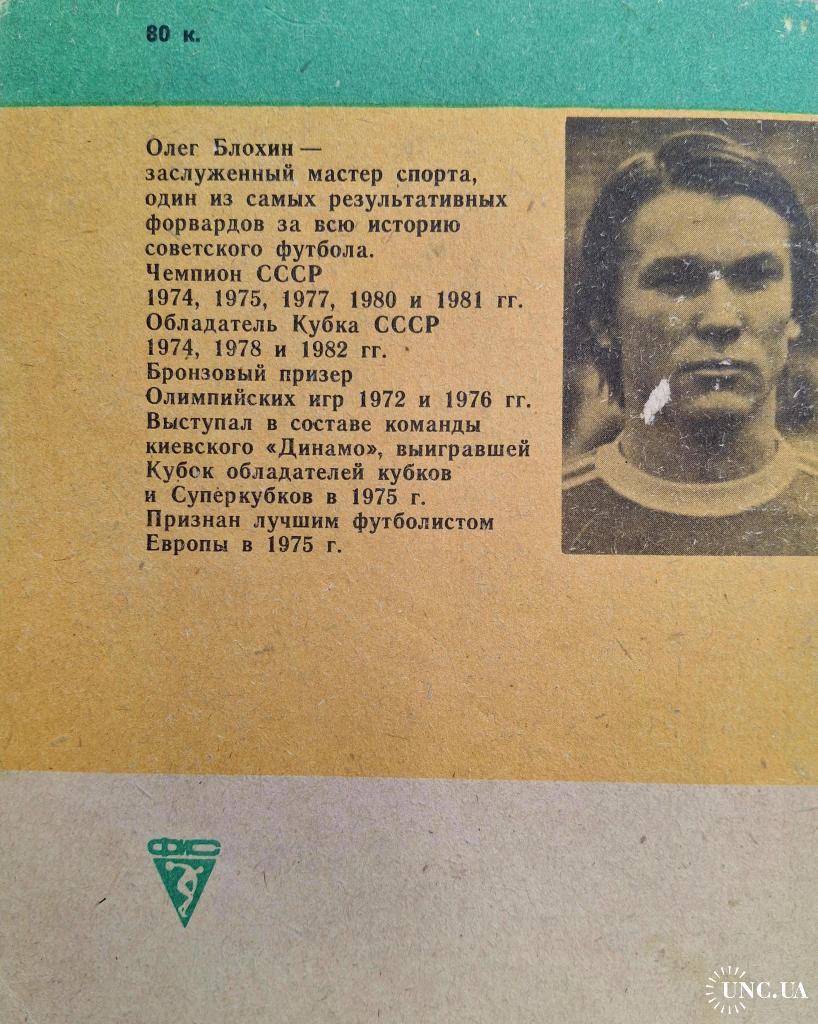 80 к.
Олег Блохин —
заслуженный мастер спорта,
один из самых результативных
форвардов за всю историю
советского футбола.
Чемпион СССР
1974, 1975, 1977, 1980 и 1981 гг.
Обладатель Кубка СССР
1974, 1978 и 1982 гг.
Бронзовый призер
Олимпийских игр 1972 и 1976 гг.
Выступал в составе команды
киевского «Динамо», выигравшей
Кубок обладателей кубков
и Суперкубков в 1975 г.
Признан лучшим футболистом
Европы в 1975 г.
ФИС
UNC.UA